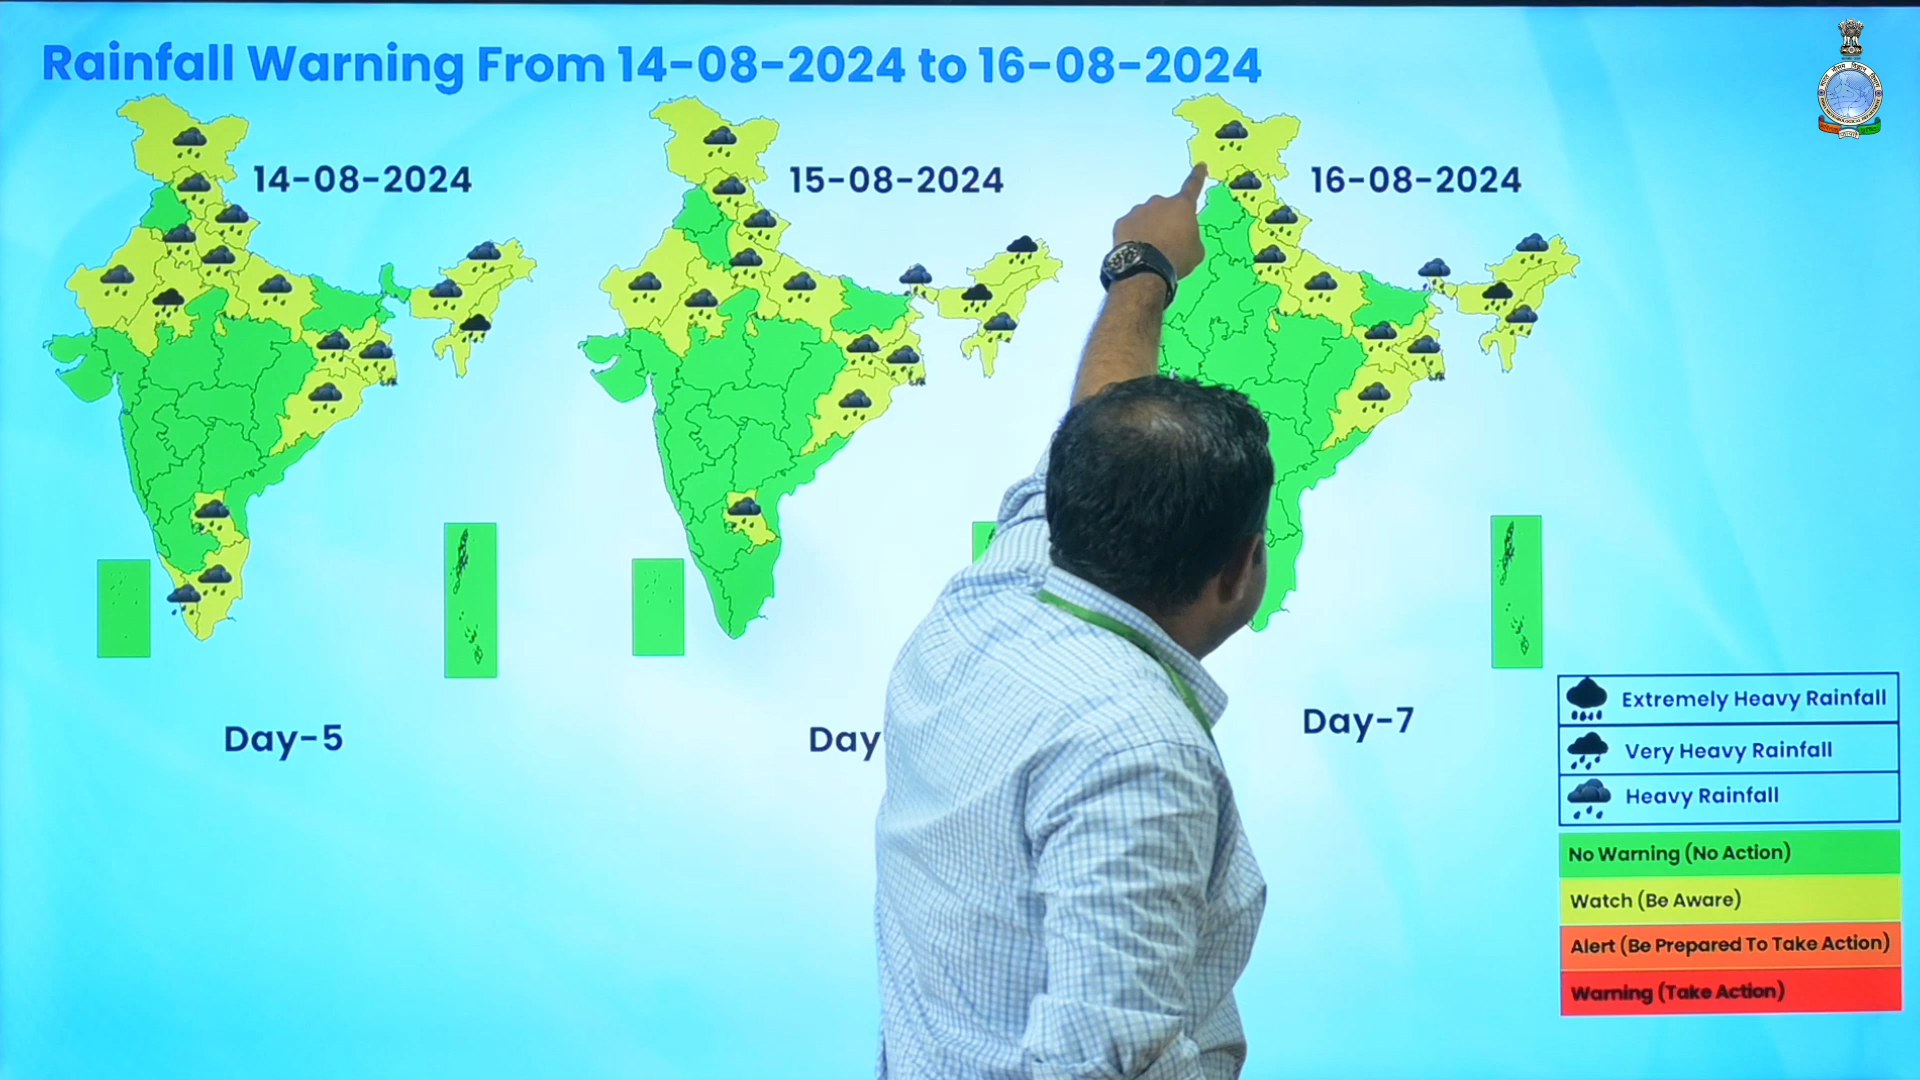 Rainfall Warning From 14-08-2024 to 16-08-2024
14-08-2024
15-08-2024
16-08-2024
Day-5
Day
Day-7
Extremely Heavy Rainfall
Very Heavy Rainfall
Heavy Rainfall
No Warning (No Action)
Watch (Be Aware)
Alert (Be Prepared To Take Action)
Warning (Take Action)